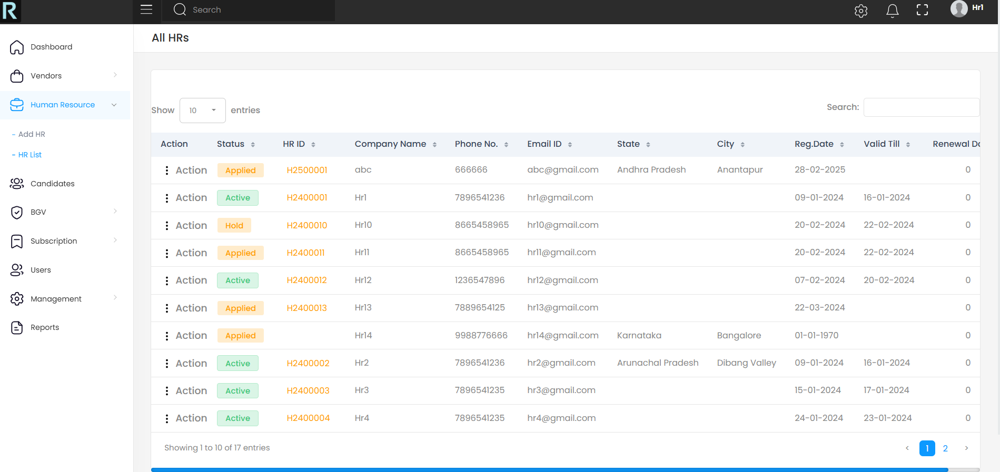 R Search Hr1
All HRs
Dashboard
Vendors
Human Resource
- Add HR
- HR List
Candidates
BGV
Subscription
Users
Management
Reports
Show 10 entries Search:
Action Status HR ID Company Name Phone No. Email ID State City Reg.Date Valid Till Renewal Da
Action Applied H2500001 abc 666666 abc@gmail.com Andhra Pradesh Anantapur 28-02-2025 0
Action Active H2400001 Hr1 7896541236 hr1@gmail.com 09-01-2024 16-01-2024 0
Action Hold H2400010 Hr10 8665458965 hr10@gmail.com 20-02-2024 22-02-2024 0
Action Applied H2400011 Hr11 8665458965 hr11@gmail.com 20-02-2024 22-02-2024 0
Action Active H2400012 Hr12 1236547896 hr12@gmail.com 07-02-2024 20-02-2024 0
Action Applied H2400013 Hr13 7889654125 hr13@gmail.com 22-03-2024 0
Action Applied Hr14 9988776666 hr14@gmail.com Karnataka Bangalore 01-01-1970 0
Action Active H2400002 Hr2 7896541236 hr2@gmail.com Arunachal Pradesh Dibang Valley 09-01-2024 16-01-2024 0
Action Active H2400003 Hr3 7896541235 hr3@gmail.com 15-01-2024 17-01-2024 0
Action Active H2400004 Hr4 7896541235 hr4@gmail.com 24-01-2024 23-01-2024 0
Showing 1 to 10 of 17 entries < 1 2 >